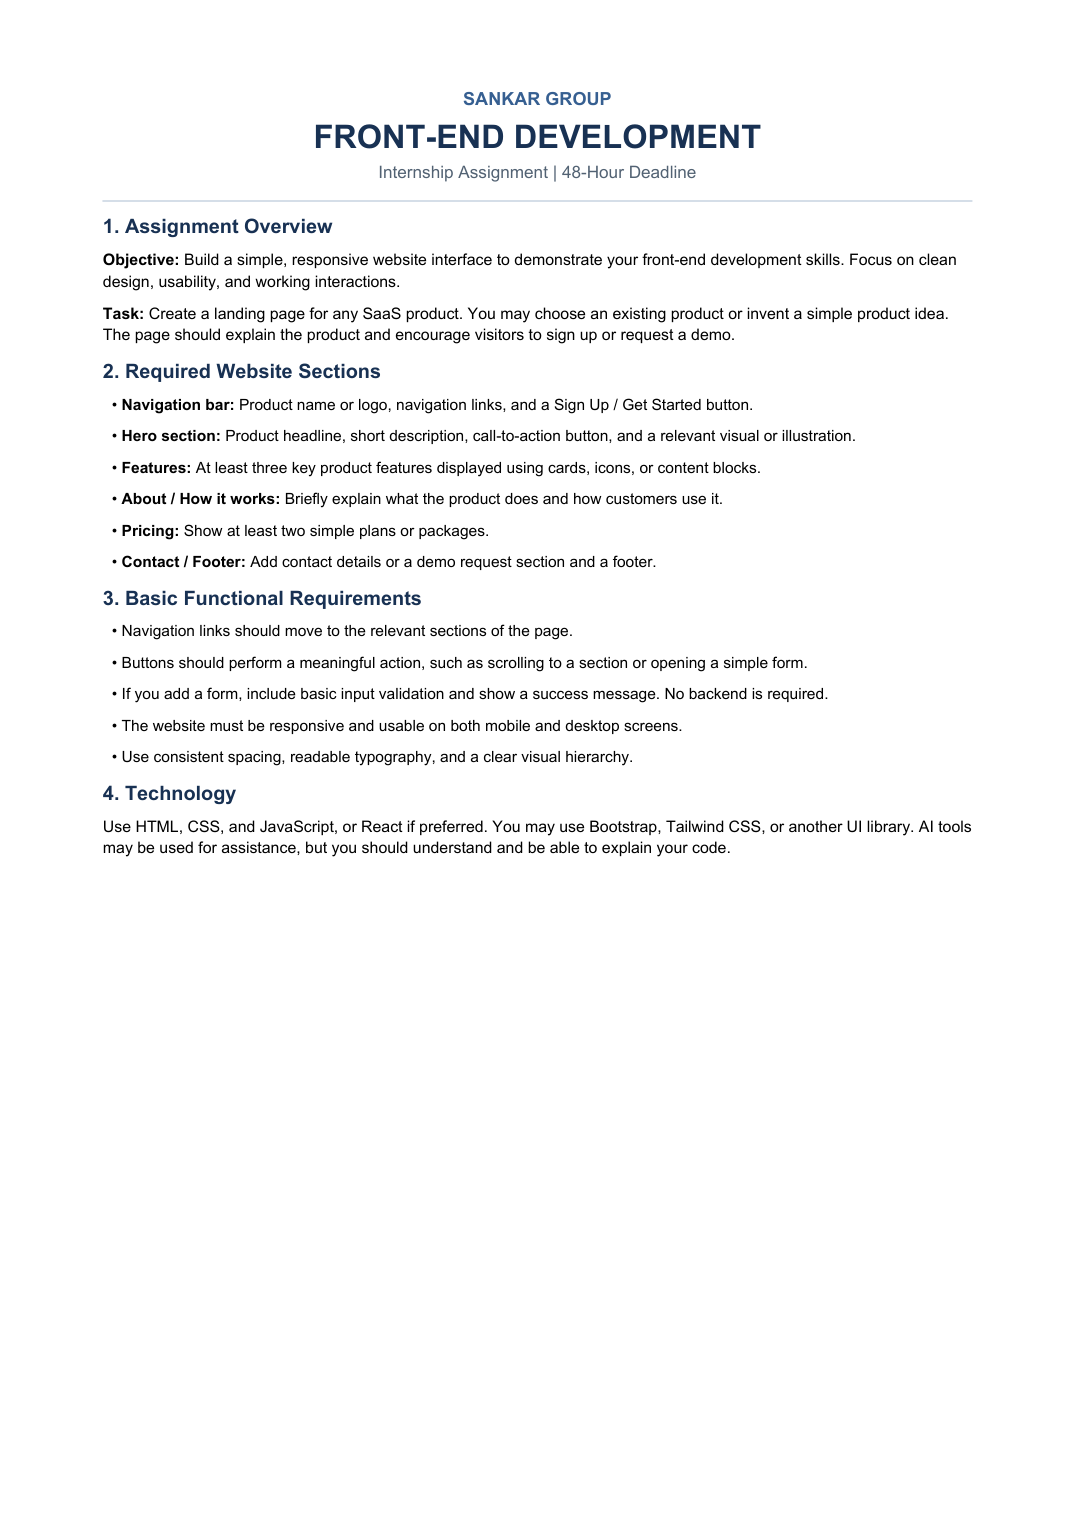 SANKAR GROUP
FRONT-END DEVELOPMENT
Internship Assignment | 48-Hour Deadline
1. Assignment Overview
Objective: Build a simple, responsive website interface to demonstrate your front-end development skills. Focus on clean
design, usability, and working interactions.
Task: Create a landing page for any SaaS product. You may choose an existing product or invent a simple product idea.
The page should explain the product and encourage visitors to sign up or request a demo.
2. Required Website Sections
• Navigation bar: Product name or logo, navigation links, and a Sign Up / Get Started button.
• Hero section: Product headline, short description, call-to-action button, and a relevant visual or illustration.
• Features: At least three key product features displayed using cards, icons, or content blocks.
• About / How it works: Briefly explain what the product does and how customers use it.
• Pricing: Show at least two simple plans or packages.
• Contact / Footer: Add contact details or a demo request section and a footer.
3. Basic Functional Requirements
• Navigation links should move to the relevant sections of the page.
• Buttons should perform a meaningful action, such as scrolling to a section or opening a simple form.
• If you add a form, include basic input validation and show a success message. No backend is required.
• The website must be responsive and usable on both mobile and desktop screens.
• Use consistent spacing, readable typography, and a clear visual hierarchy.
4. Technology
Use HTML, CSS, and JavaScript, or React if preferred. You may use Bootstrap, Tailwind CSS, or another UI library. AI tools
may be used for assistance, but you should understand and be able to explain your code.